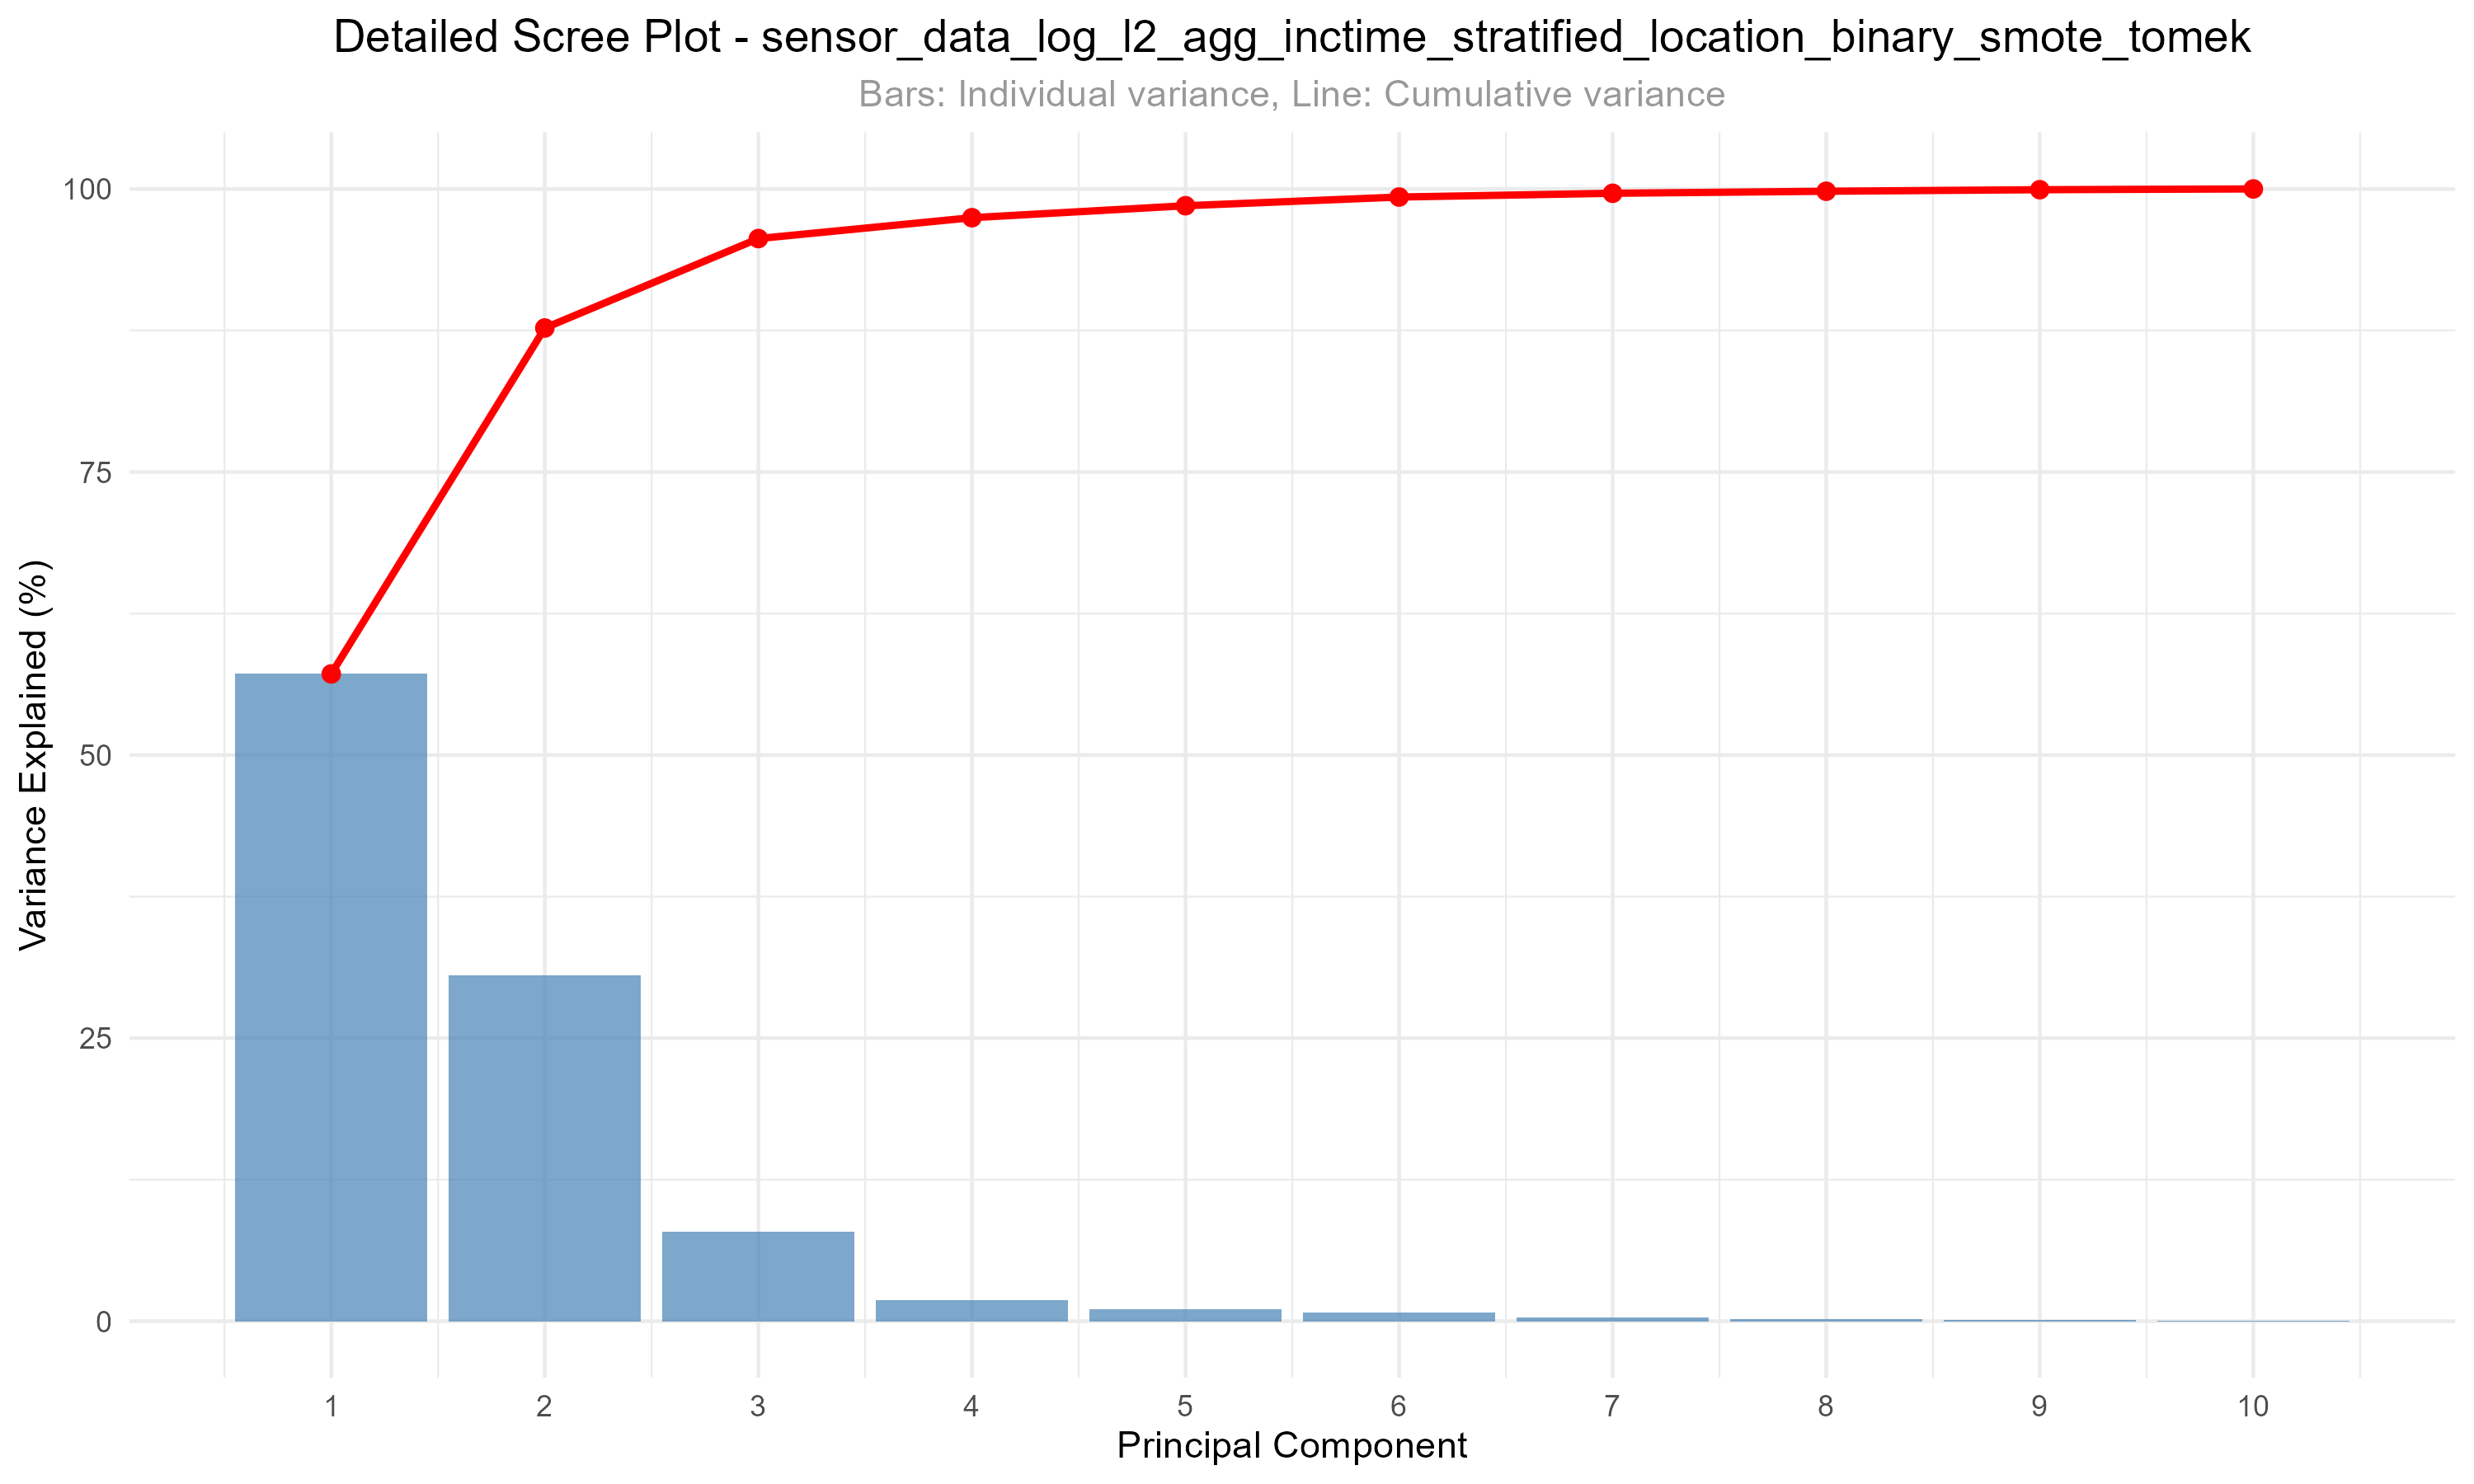 Detailed Scree Plot - sensor_data_log_l2_agg_inctime_stratified_location_binary_smote_tomek
Bars: Individual variance, Line: Cumulative variance
Variance Explained (%)
100
75
50
25
0
1 2 3 4 5 6 7 8 9 10
Principal Component